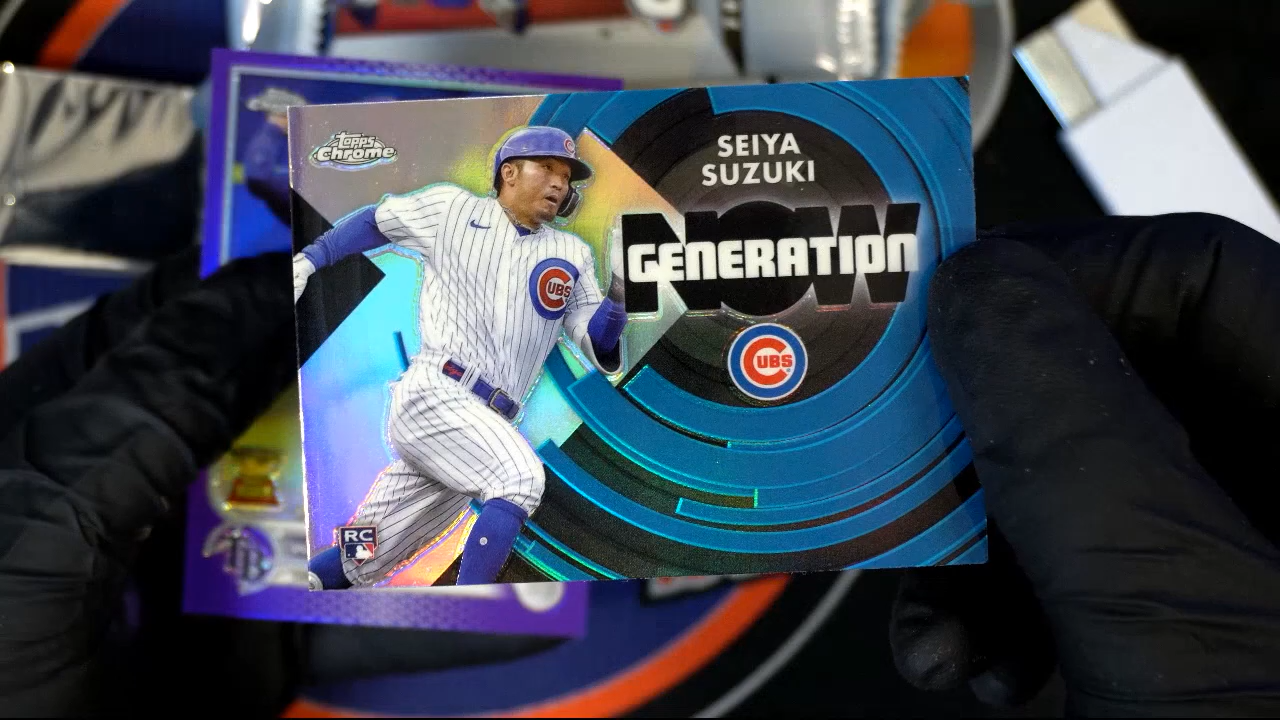 Topps
Chrome
SEIYA
SUZUKI
NOW
GENERATION
CUBS
CUBS
RC